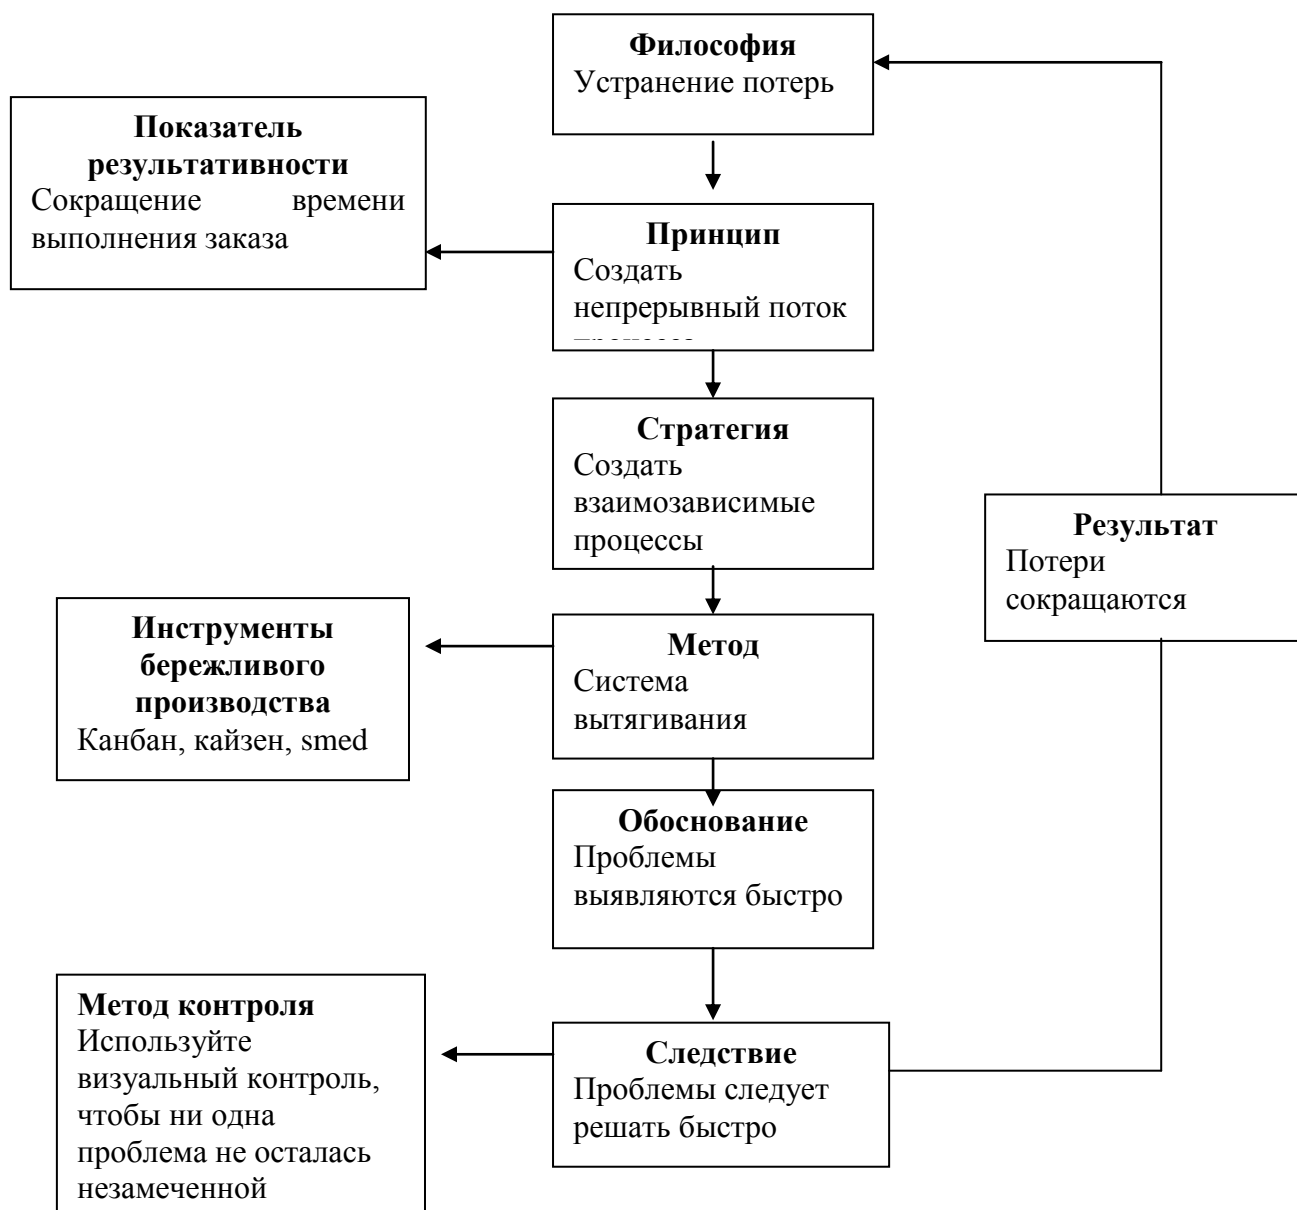 Философия
Устранение потерь
Показатель
результативности
Сокращение времени
выполнения заказа
Принцип
Создать
непрерывный поток
Стратегия
Создать
взаимозависимые
процессы
Результат
Потери
сокращаются
Инструменты
бережливого
производства
Канбан, кайзен, smed
Метод
Система
вытягивания
Обоснование
Проблемы
выявляются быстро
Метод контроля
Используйте
визуальный контроль,
чтобы ни одна
проблема не осталась
незамеченной
Следствие
Проблемы следует
решать быстро